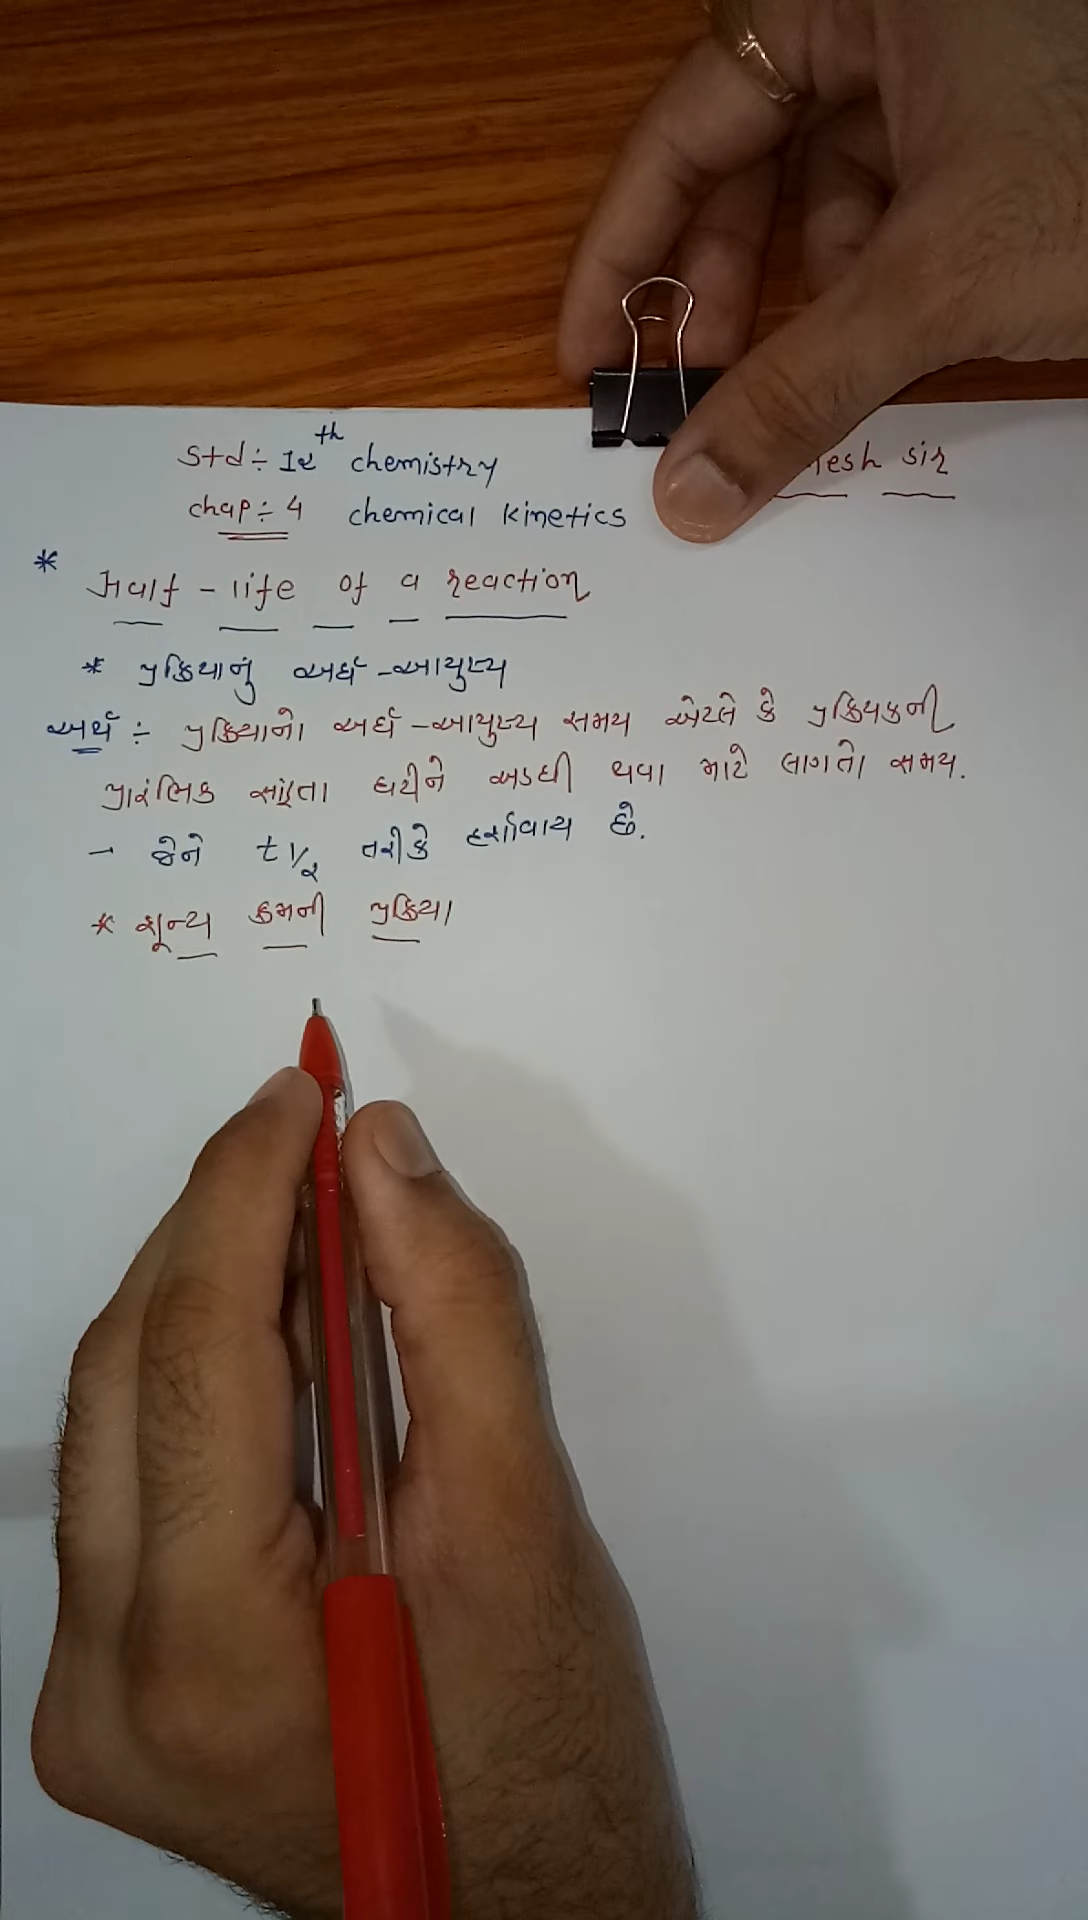 Std ÷ 12th chemistry
sir
chap ÷ 4 chemical kinetics
* Half - life of a reaction
* પ્રક્રિયાનું અર્ધ -આયુષ્ય
અર્થ ÷ પ્રક્રિયાનો અર્ધ -આયુષ્ય સમય એટલે કે પ્રક્રિયકની
પ્રારંભિક સાંદ્રતા ઘટીને અડધી થવા માટે લાગતો સમય.
- જેને t1/2 તરીકે દર્શાવાય છે.
* શૂન્ય ક્રમની પ્રક્રિયા